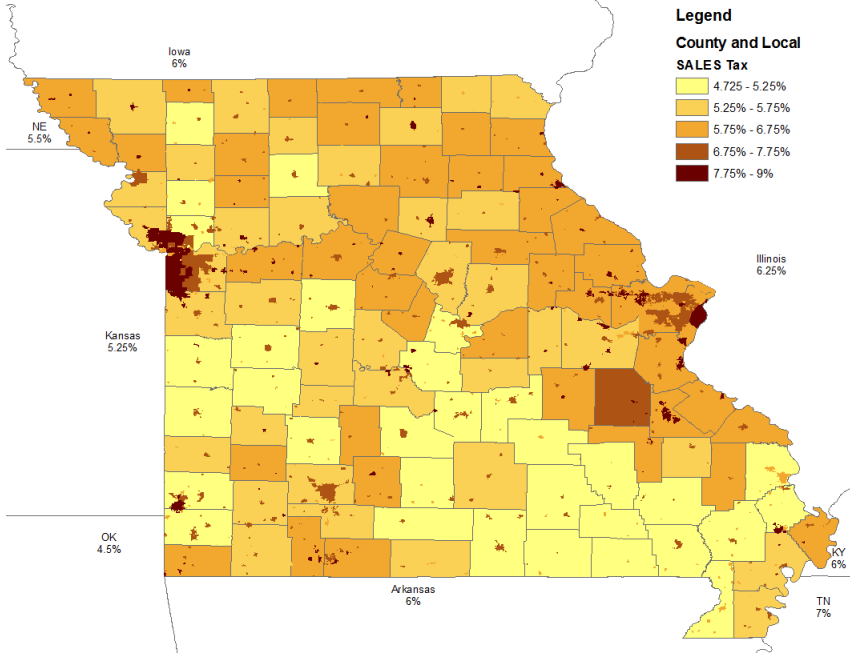 Legend
County and Local
SALES Tax
4.725 - 5.25%
5.25% - 5.75%
5.75% - 6.75%
6.75% - 7.75%
7.75% - 9%
Iowa
6%
NE
5.5%
Illinois
6.25%
Kansas
5.25%
OK
4.5%
KY
6%
Arkansas
6%
TN
7%